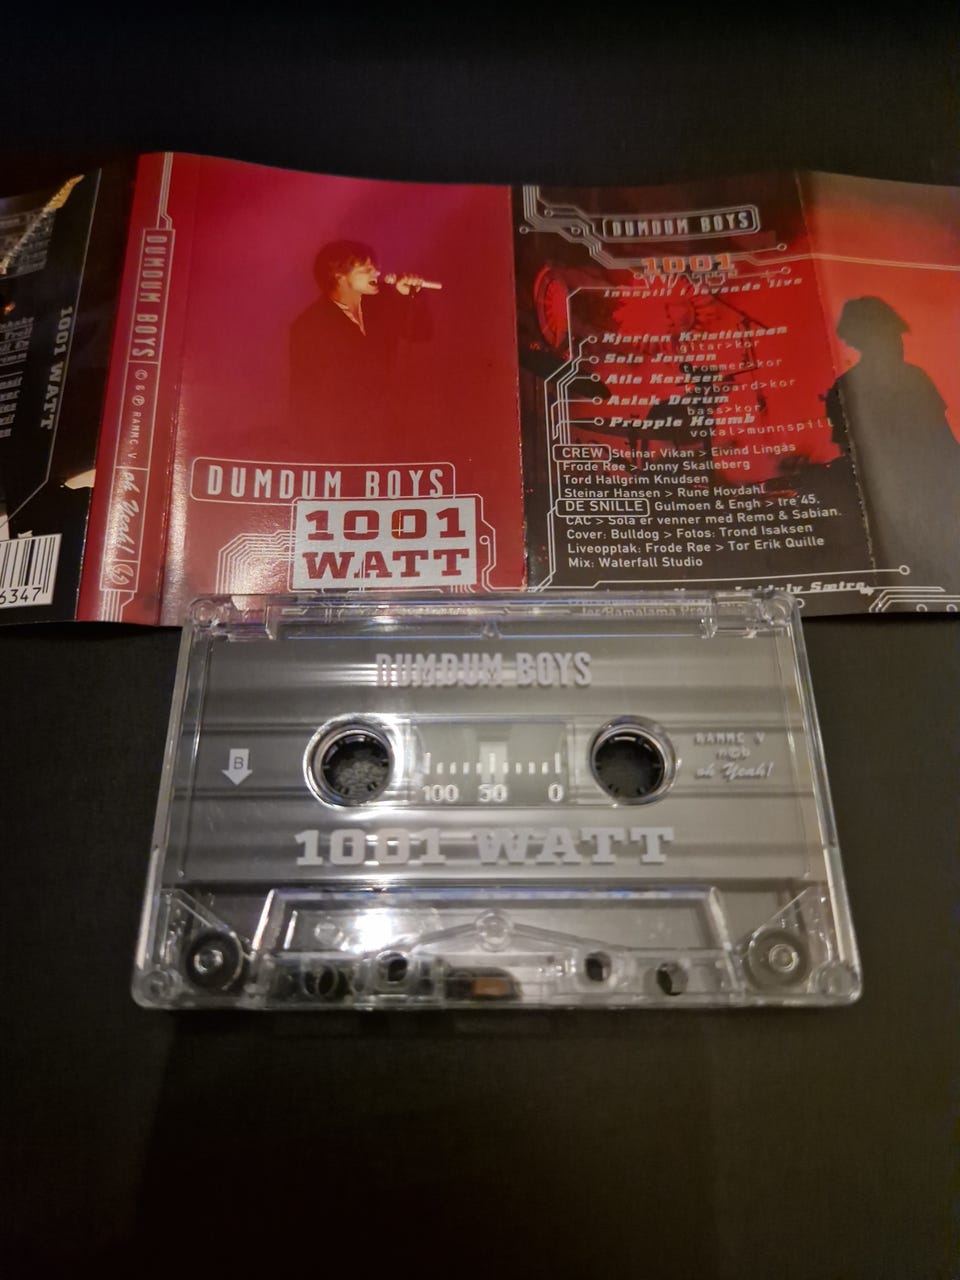 1001 WATT
6347
DUMDUM BOYS
RAMMC V
oh Yeah!
DUMDUM BOYS
1001
WATT
DUMDUM BOYS
1001
WATT
Innspilt i levende live
Kjartan Kristiansen
gitar>kor
Sola Jonsen
trommer>kor
Atle Karlsen
keyboard>kor
Aslak Dørum
bass>kor
Prepple Houmb
vokal>munnspill
CREW Steinar Vikan > Eivind Lingås
Frode Røe > Jonny Skalleberg
Tord Hallgrim Knudsen
Steinar Hansen > Rune Hovdahl
DE SNILLE Gulmoen & Engh > tre'45.
CAC > Sola er venner med Remo & Sabian.
Cover: Bulldog > Fotos: Trond Isaksen
Liveopptak: Frode Røe > Tor Erik Quille
Mix: Waterfall Studio
DUMDUM BOYS
B
100 50 0
RAMMC V
n©b
oh Yeah!
1001 WATT